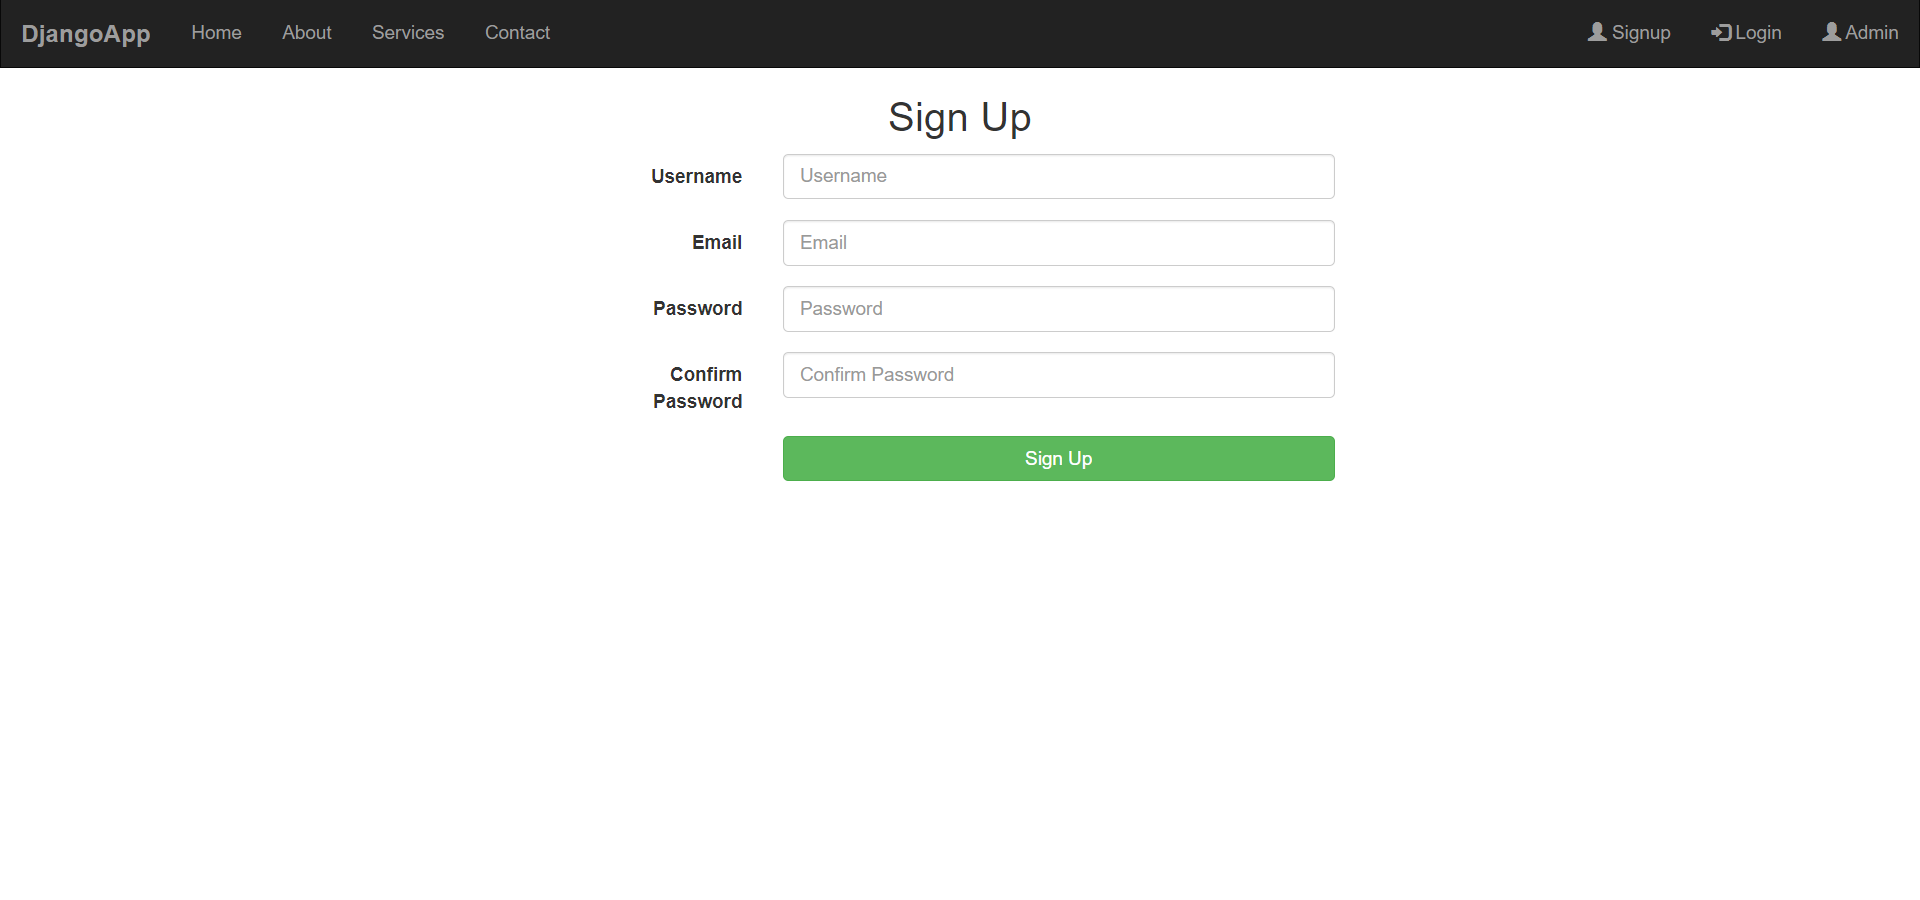 DjangoApp Home About Services Contact Signup Login Admin
Sign Up
Username Username
Email Email
Password Password
Confirm Password Confirm Password
Sign Up